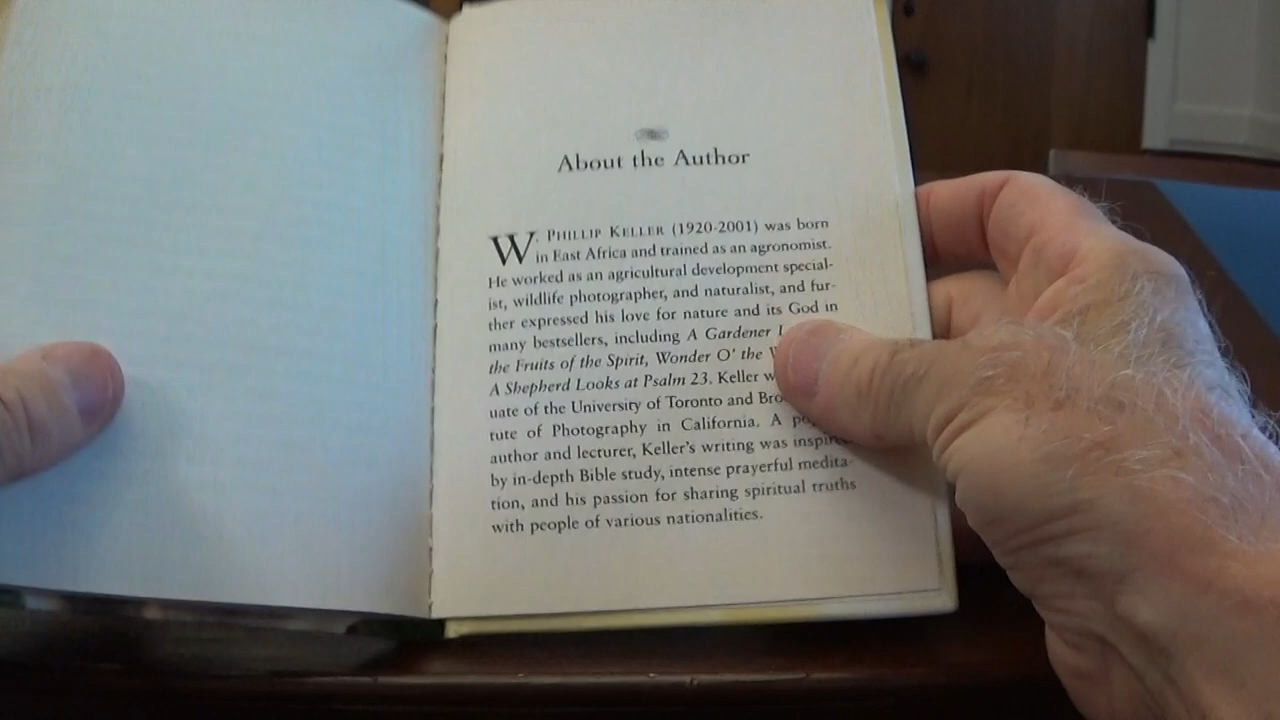 About the Author
W. PHILLIP KELLER (1920-2001) was born
in East Africa and trained as an agronomist.
He worked as an agricultural development special-
ist, wildlife photographer, and naturalist, and fur-
ther expressed his love for nature and its God in
many bestsellers, including A Gardener
the Fruits of the Spirit, Wonder O' the
A Shepherd Looks at Psalm 23. Keller
uate of the University of Toronto and
tute of Photography in California. A
author and lecturer, Keller's writing was inspired
by in-depth Bible study, intense prayerful medita-
tion, and his passion for sharing spiritual truths
with people of various nationalities.